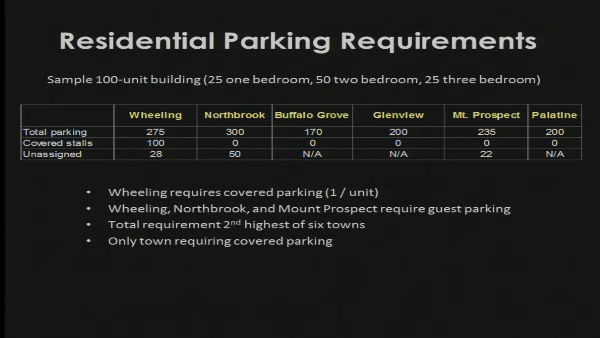 Residential Parking Requirements
Sample 100-unit building (25 one bedroom, 50 two bedroom, 25 three bedroom)
Wheeling Northbrook Buffalo Grove Glenview Mt. Prospect Palatine
Total parking 275 300 170 200 235 200
Covered stalls 100 0 0 0 0 0
Unassigned 28 50 N/A N/A 22 N/A
• Wheeling requires covered parking (1 / unit)
• Wheeling, Northbrook, and Mount Prospect require guest parking
• Total requirement 2nd highest of six towns
• Only town requiring covered parking